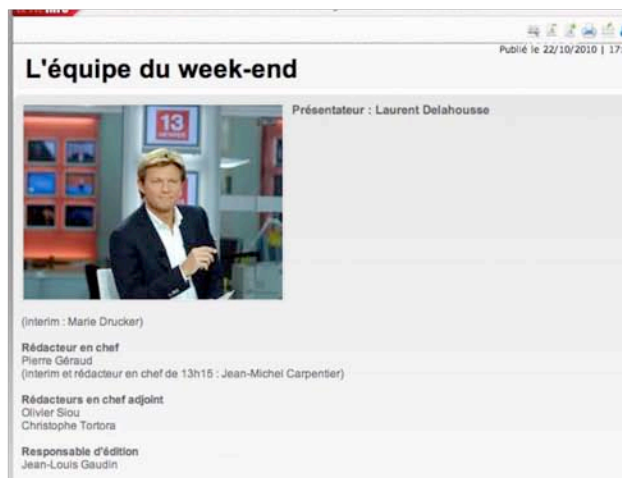 info
Publié le 22/10/2010 | 17:
L'équipe du week-end
Présentateur : Laurent Delahousse
13
HEURES
(interim : Marie Drucker)
Rédacteur en chef
Pierre Géraud
(interim et rédacteur en chef de 13h15 : Jean-Michel Carpentier)
Rédacteurs en chef adjoint
Olivier Siou
Christophe Tortora
Responsable d'édition
Jean-Louis Gaudin